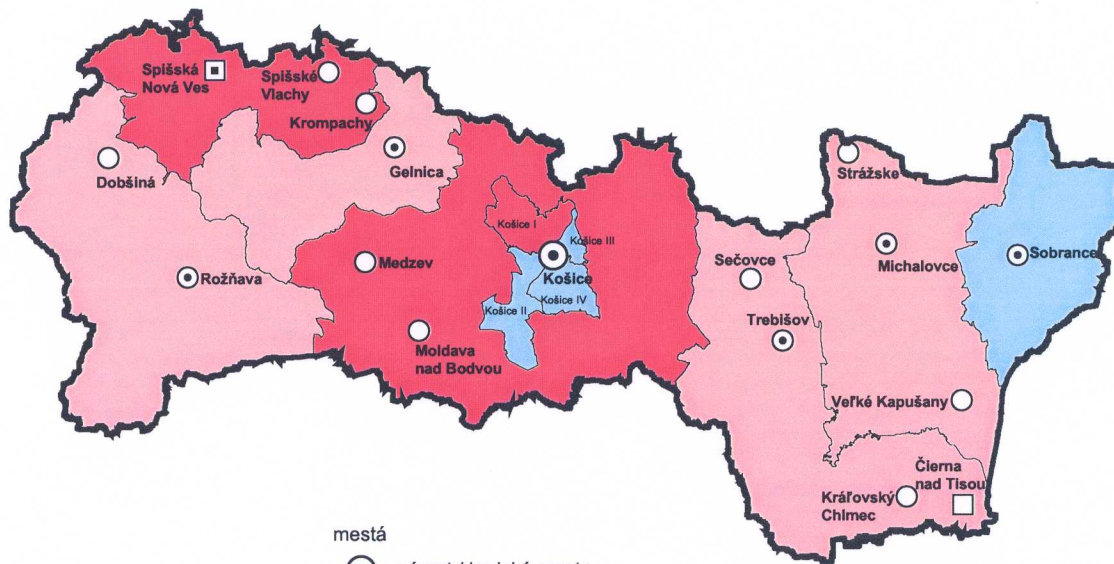 Spišská
Nová Ves
Spišské
Vlachy
Krompachy
Gelnica
Dobšiná
Strážske
Košice I
Košice III
Medzev
Rožňava
Košice
Sečovce
Michalovce
Sobrance
Košice II
Košice IV
Trebišov
Moldava
nad Bodvou
Veľké Kapušany
Čierna
nad Tisou
Kráľovský
Chlmec
mestá